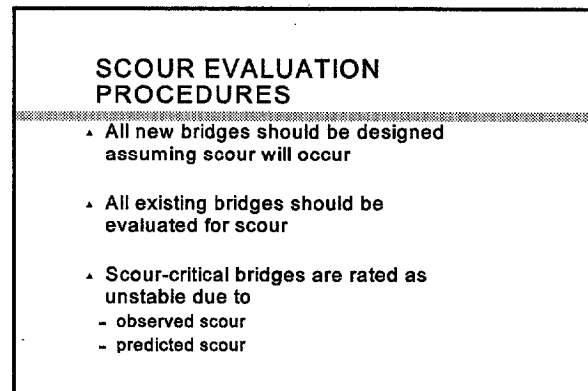 SCOUR EVALUATION
PROCEDURES
▴ All new bridges should be designed
assuming scour will occur
▴ All existing bridges should be
evaluated for scour
▴ Scour-critical bridges are rated as
unstable due to
- observed scour
- predicted scour